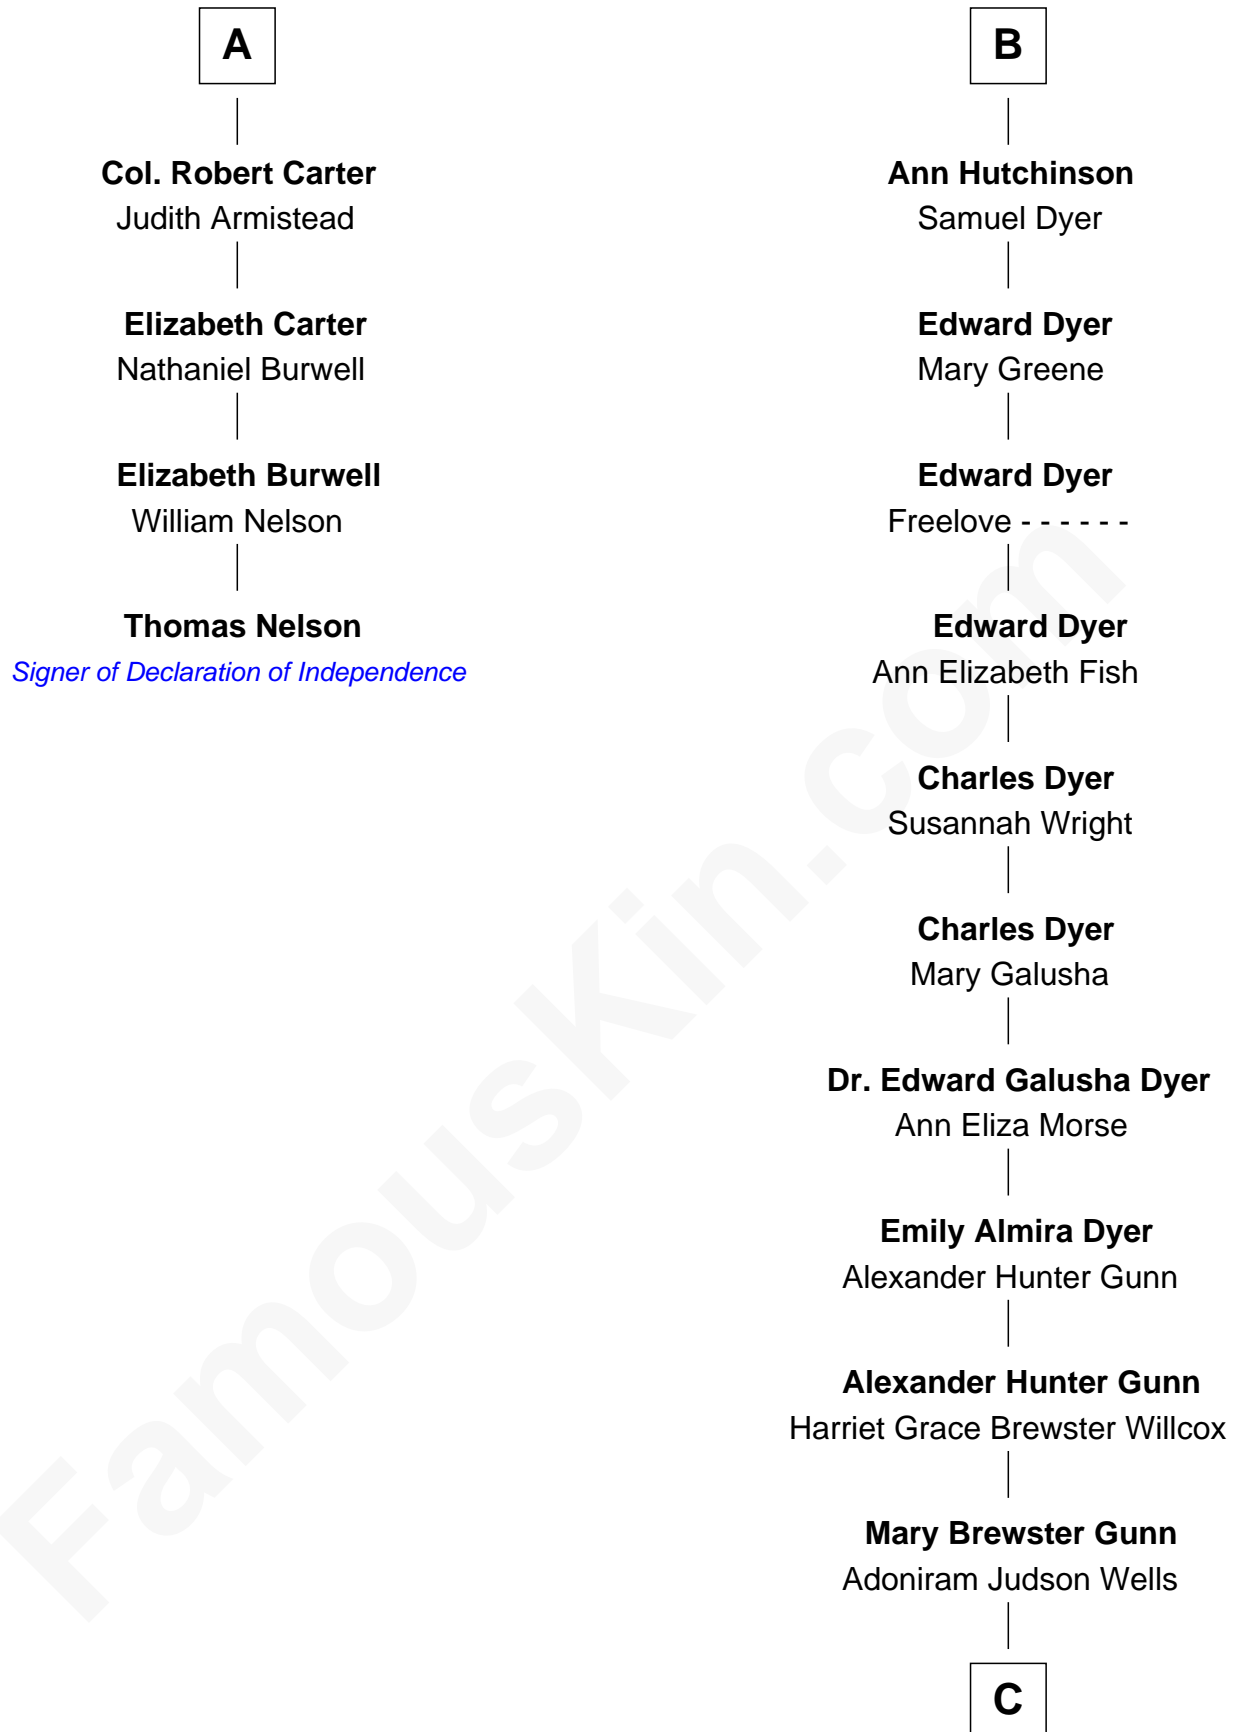 A
Col. Robert Carter
Judith Armistead
Elizabeth Carter
Nathaniel Burwell
Elizabeth Burwell
William Nelson
Thomas Nelson
Signer of Declaration of Independence
B
Ann Hutchinson
Samuel Dyer
Edward Dyer
Mary Greene
Edward Dyer
Freelove - - - - - -
Edward Dyer
Ann Elizabeth Fish
Charles Dyer
Susannah Wright
Charles Dyer
Mary Galusha
Dr. Edward Galusha Dyer
Ann Eliza Morse
Emily Almira Dyer
Alexander Hunter Gunn
Alexander Hunter Gunn
Harriet Grace Brewster Willcox
Mary Brewster Gunn
Adoniram Judson Wells
C
FamousKin.com